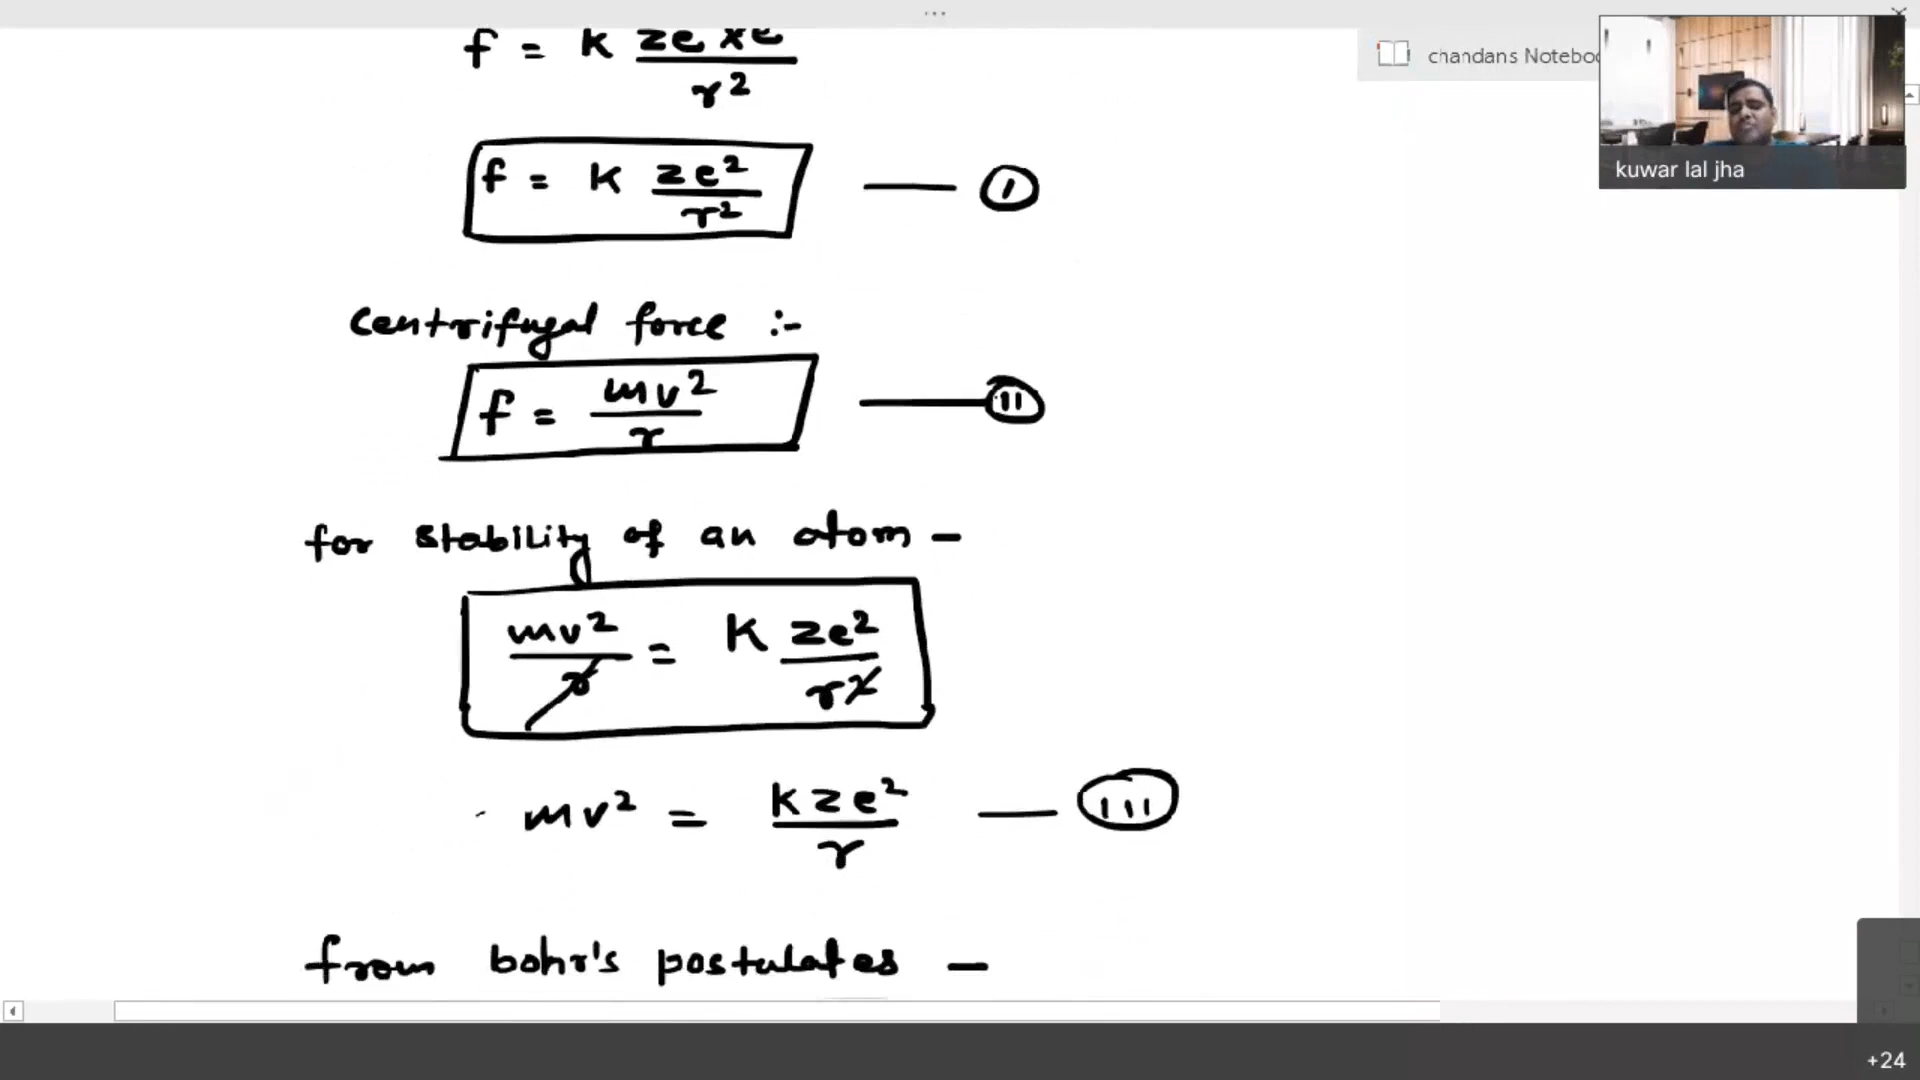 ...
f = k ze×e / r²
chandans Noteboo
kuwar lal jha
f = k ze² / r² — (I)
Centrifugal force :-
f = mv² / r — (II)
for stability of an atom -
mv² / r = k ze² / r²
mv² = kze² / r — (III)
from bohr's postulates -
+24